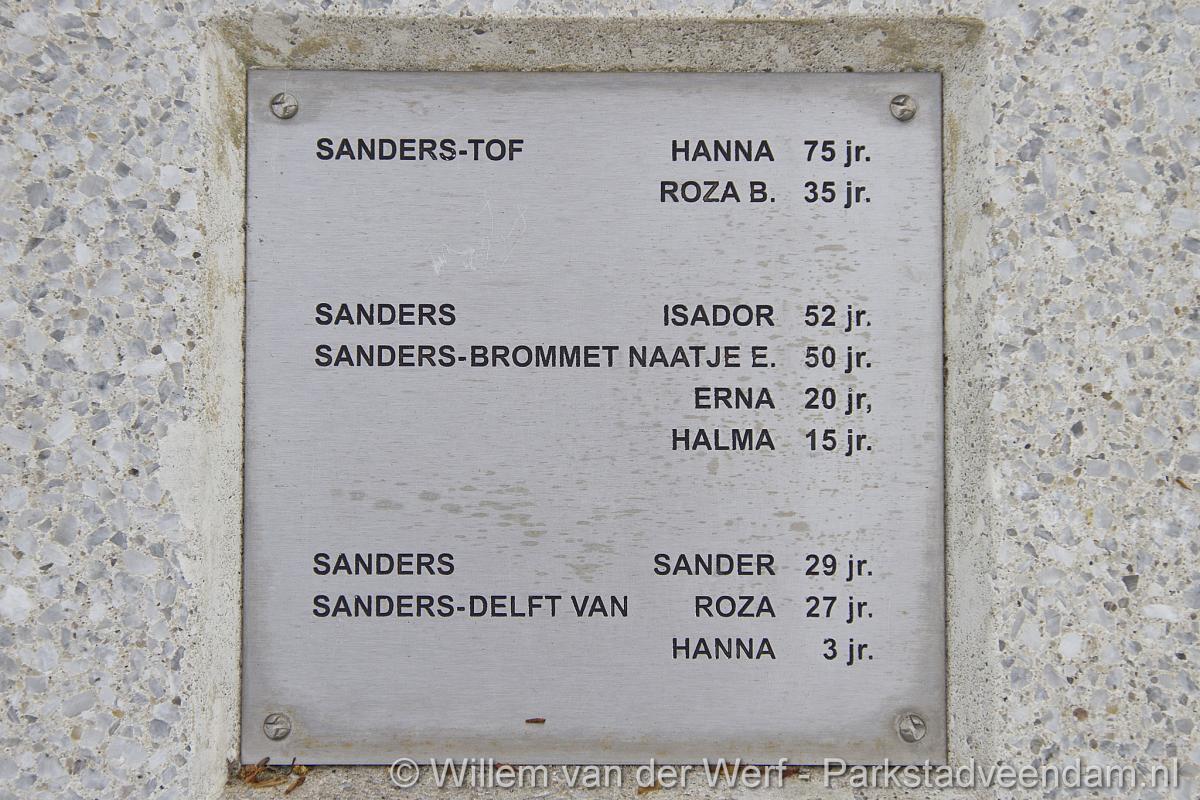 SANDERS-TOF HANNA 75 jr.
ROZA B. 35 jr.
SANDERS ISADOR 52 jr.
SANDERS-BROMMET NAATJE E. 50 jr.
ERNA 20 jr,
HALMA 15 jr.
SANDERS SANDER 29 jr.
SANDERS-DELFT VAN ROZA 27 jr.
HANNA 3 jr.
© Willem van der Werf - Parkstadveendam.nl